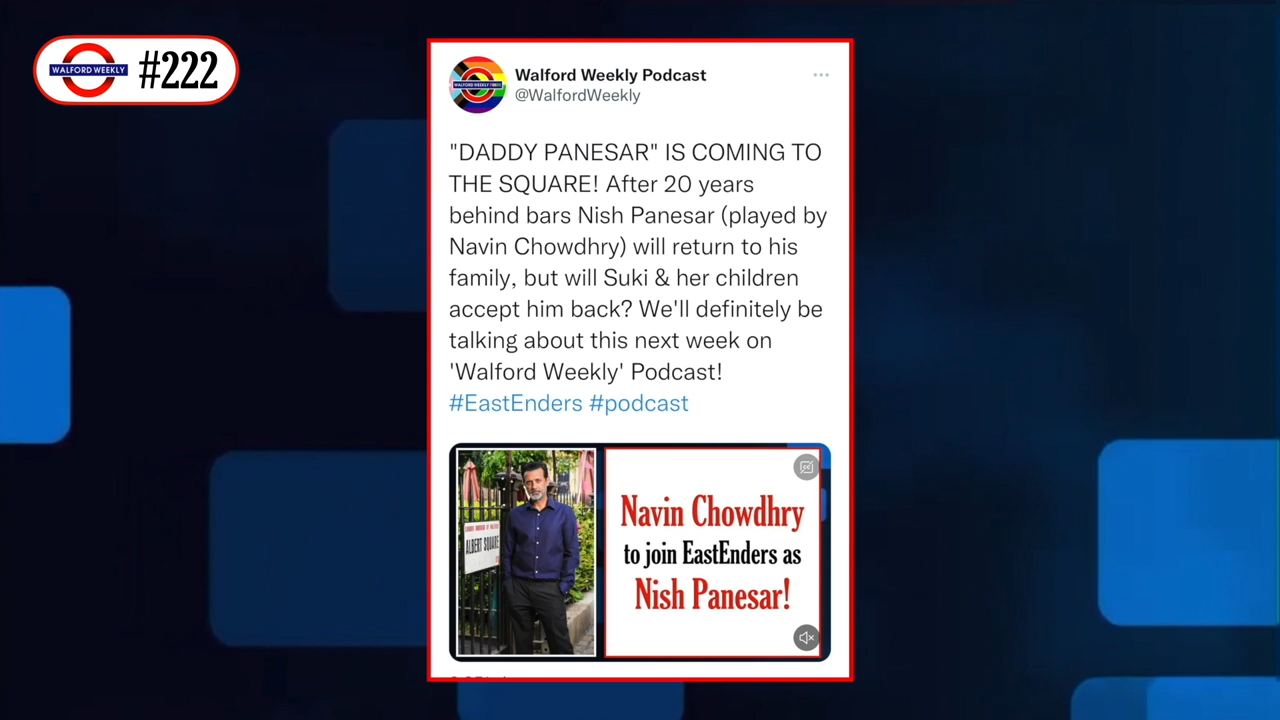 WALFORD WEEKLY #222
Walford Weekly Podcast
@WalfordWeekly
"DADDY PANESAR" IS COMING TO
THE SQUARE! After 20 years
behind bars Nish Panesar (played by
Navin Chowdhry) will return to his
family, but will Suki & her children
accept him back? We'll definitely be
talking about this next week on
'Walford Weekly' Podcast!
#EastEnders #podcast
ALBERT SQUARE
Navin Chowdhry
to join EastEnders as
Nish Panesar!